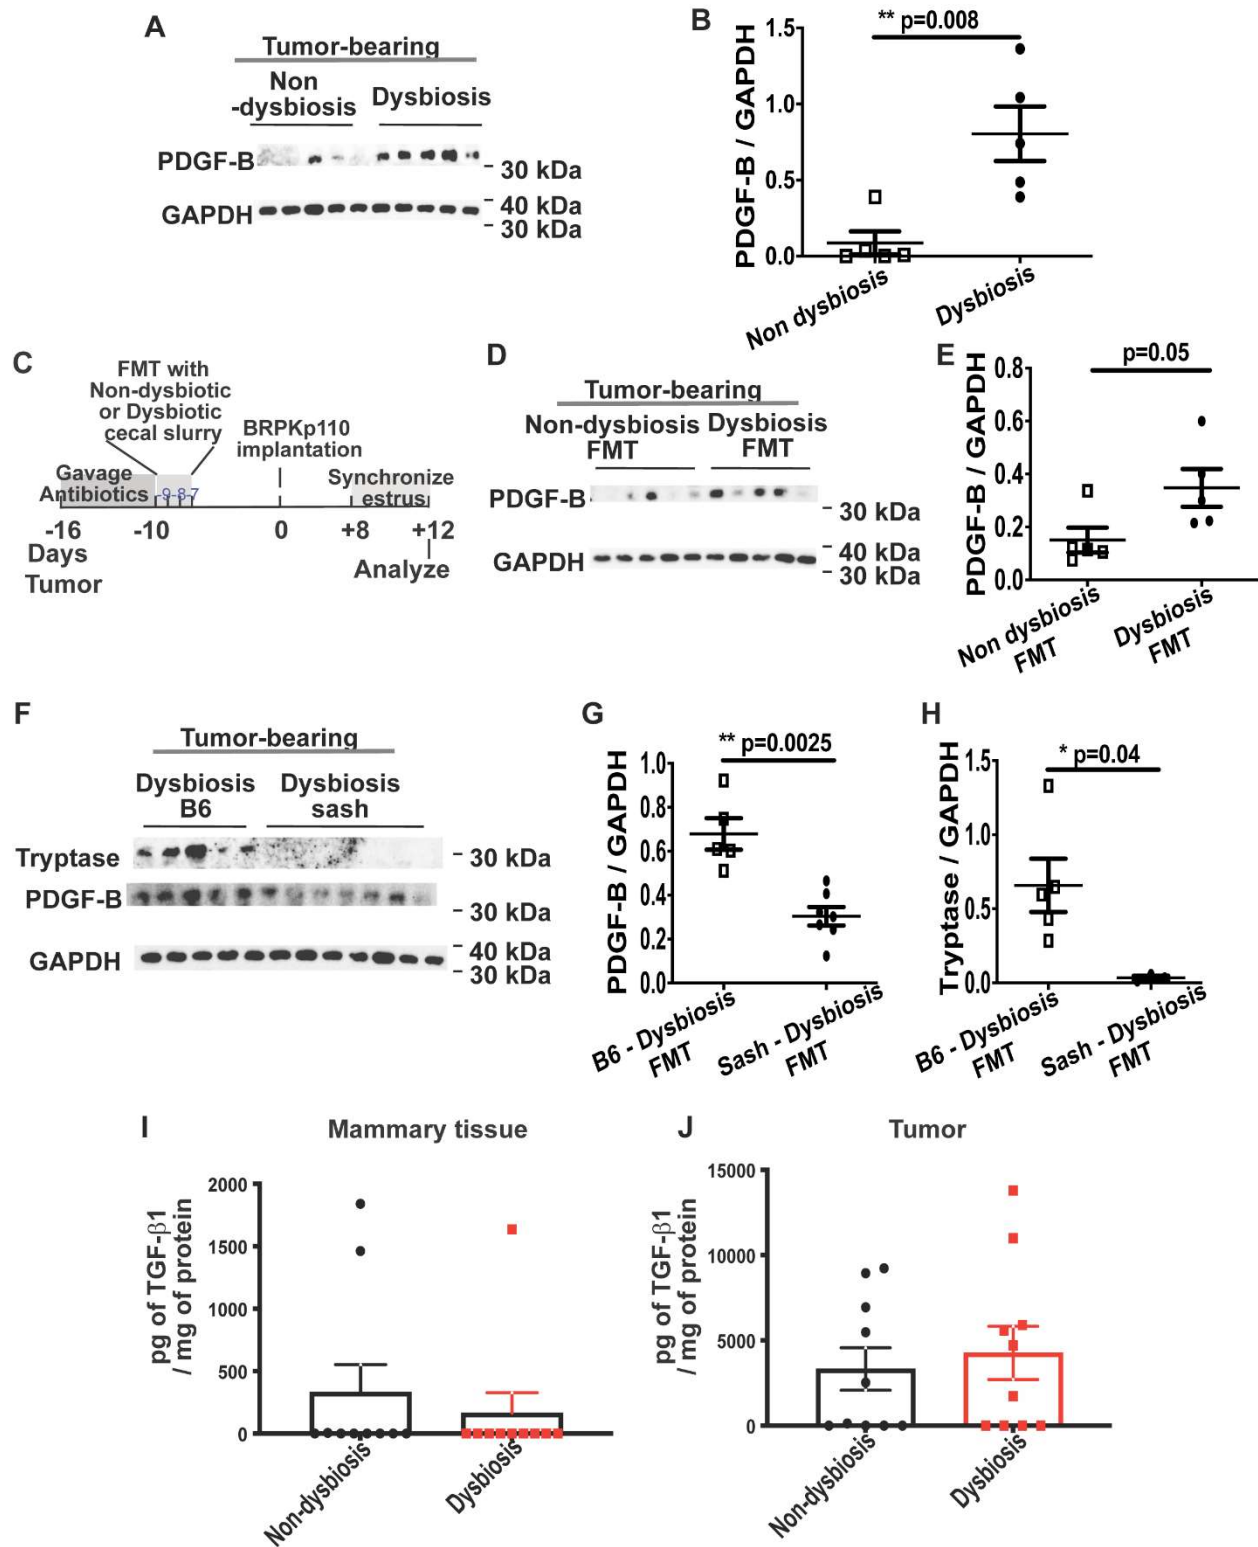 A
Tumor-bearing
Non
-dysbiosis
Dysbiosis
PDGF-B
30 kDa
GAPDH
40 kDa
30 kDa
B
** p=0.008
PDGF-B / GAPDH
1.5
1.0
0.5
0.0
Non dysbiosis
Dysbiosis
C
FMT with
Non-dysbiotic
or Dysbiotic
cecal slurry
BRPKp110
implantation
Gavage
Antibiotics
-9-8-7
Synchronize
estrus
-16
-10
0
+8
+12
Days
Tumor
Analyze
D
Tumor-bearing
Non-dysbiosis
FMT
Dysbiosis
FMT
PDGF-B
30 kDa
GAPDH
40 kDa
30 kDa
E
p=0.05
PDGF-B / GAPDH
0.8
0.6
0.4
0.2
0.0
Non dysbiosis
FMT
Dysbiosis
FMT
F
Tumor-bearing
Dysbiosis
B6
Dysbiosis
sash
Tryptase
30 kDa
PDGF-B
30 kDa
GAPDH
40 kDa
30 kDa
G
** p=0.0025
PDGF-B / GAPDH
1.0
0.8
0.6
0.4
0.2
0.0
B6 - Dysbiosis
FMT
Sash - Dysbiosis
FMT
H
* p=0.04
Tryptase / GAPDH
1.5
1.0
0.5
0.0
B6 - Dysbiosis
FMT
Sash - Dysbiosis
FMT
I
Mammary tissue
pg of TGF-β1
/ mg of protein
2000
1500
1000
500
0
Non-dysbiosis
Dysbiosis
J
Tumor
pg of TGF-β1
/ mg of protein
15000
10000
5000
0
Non-dysbiosis
Dysbiosis